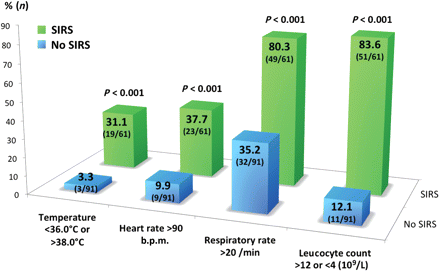 % (n)
90
80
70
60
50
40
30
20
10
0
SIRS
No SIRS
P < 0.001
P < 0.001
P < 0.001
P < 0.001
31.1
(19/61)
37.7
(23/61)
80.3
(49/61)
83.6
(51/61)
3.3
(3/91)
9.9
(9/91)
35.2
(32/91)
12.1
(11/91)
SIRS
No SIRS
Temperature
<36.0°C or
>38.0°C
Heart rate >90
b.p.m.
Respiratory rate
>20 /min
Leucocyte count
>12 or <4 (10⁹/L)